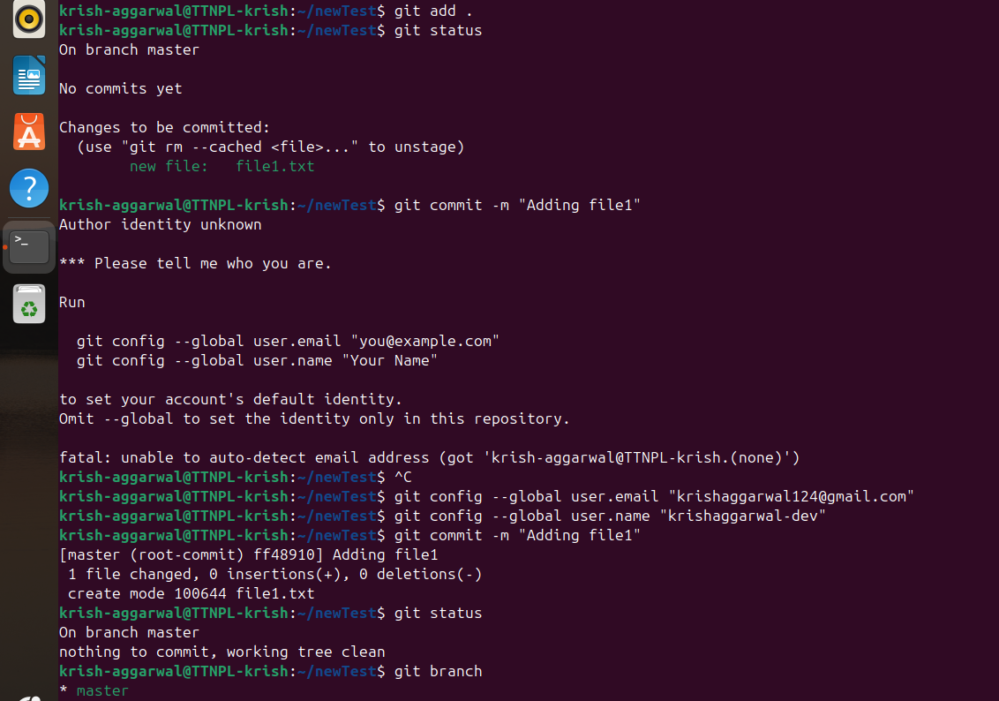 krish-aggarwal@TTNPL-krish:~/newTest$ git add .
krish-aggarwal@TTNPL-krish:~/newTest$ git status
On branch master
No commits yet
Changes to be committed:
  (use "git rm --cached <file>..." to unstage)
        new file:   file1.txt
krish-aggarwal@TTNPL-krish:~/newTest$ git commit -m "Adding file1"
Author identity unknown
*** Please tell me who you are.
Run
  git config --global user.email "you@example.com"
  git config --global user.name "Your Name"
to set your account's default identity.
Omit --global to set the identity only in this repository.
fatal: unable to auto-detect email address (got 'krish-aggarwal@TTNPL-krish.(none)')
krish-aggarwal@TTNPL-krish:~/newTest$ ^C
krish-aggarwal@TTNPL-krish:~/newTest$ git config --global user.email "krishaggarwal124@gmail.com"
krish-aggarwal@TTNPL-krish:~/newTest$ git config --global user.name "krishaggarwal-dev"
krish-aggarwal@TTNPL-krish:~/newTest$ git commit -m "Adding file1"
[master (root-commit) ff48910] Adding file1
 1 file changed, 0 insertions(+), 0 deletions(-)
 create mode 100644 file1.txt
krish-aggarwal@TTNPL-krish:~/newTest$ git status
On branch master
nothing to commit, working tree clean
krish-aggarwal@TTNPL-krish:~/newTest$ git branch
* master